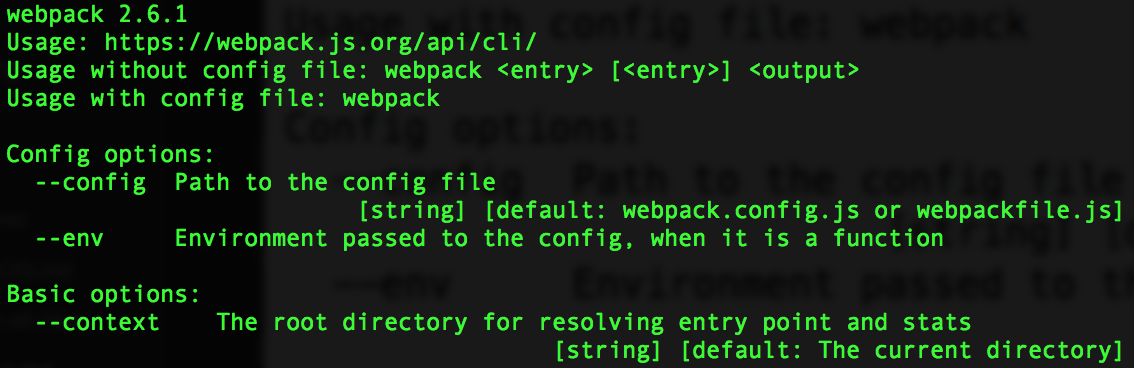 webpack 2.6.1
Usage: https://webpack.js.org/api/cli/
Usage without config file: webpack <entry> [<entry>] <output>
Usage with config file: webpack

Config options:
  --config  Path to the config file
                         [string] [default: webpack.config.js or webpackfile.js]
  --env     Environment passed to the config, when it is a function

Basic options:
  --context    The root directory for resolving entry point and stats
                                       [string] [default: The current directory]